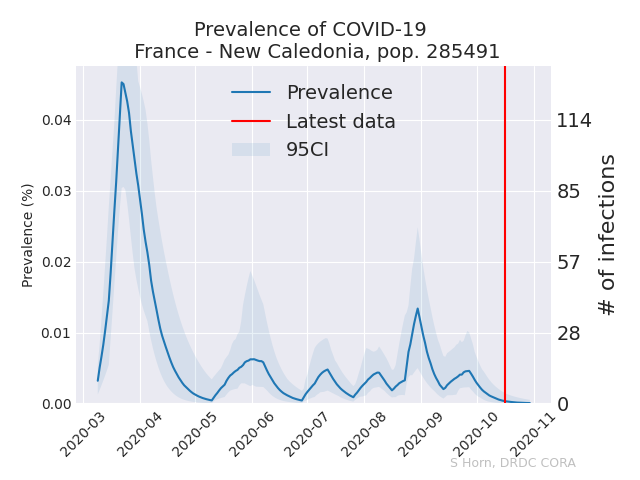 Prevalence of COVID-19
France - New Caledonia, pop. 285491
Prevalence
Latest data
95CI
Prevalence (%)
0.04
0.03
0.02
0.01
0.00
114
85
57
28
0
# of infections
2020-03
2020-04
2020-05
2020-06
2020-07
2020-08
2020-09
2020-10
2020-11
S Horn, DRDC CORA